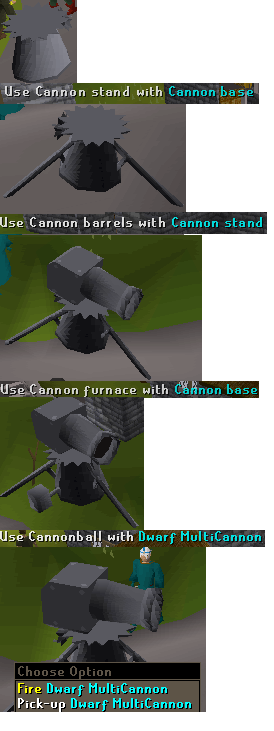 Use Cannon stand with Cannon base
Use Cannon barrels with Cannon stand
Use Cannon furnace with Cannon base
Use Cannonball with Dwarf MultiCannon
Choose Option
Fire Dwarf MultiCannon
Pick-up Dwarf MultiCannon